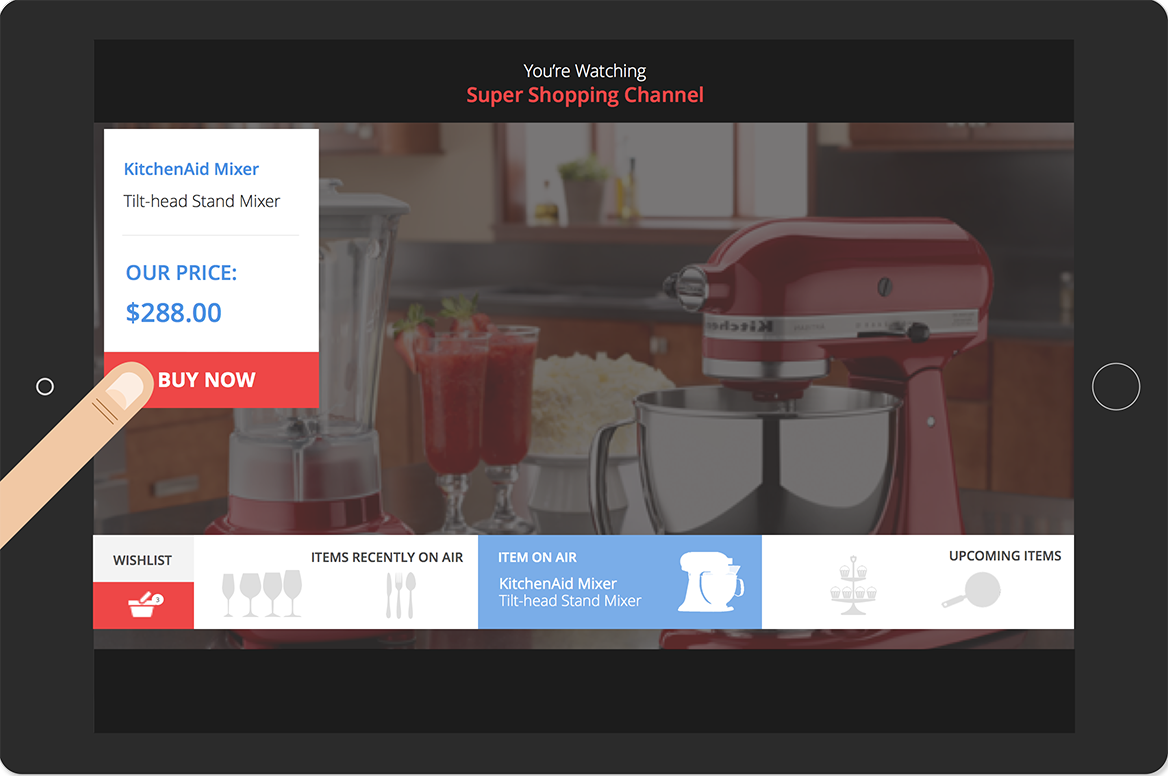 You're Watching
Super Shopping Channel
KitchenAid Mixer
Tilt-head Stand Mixer
OUR PRICE:
$288.00
BUY NOW
WISHLIST
3
ITEMS RECENTLY ON AIR
ITEM ON AIR
KitchenAid Mixer
Tilt-head Stand Mixer
UPCOMING ITEMS